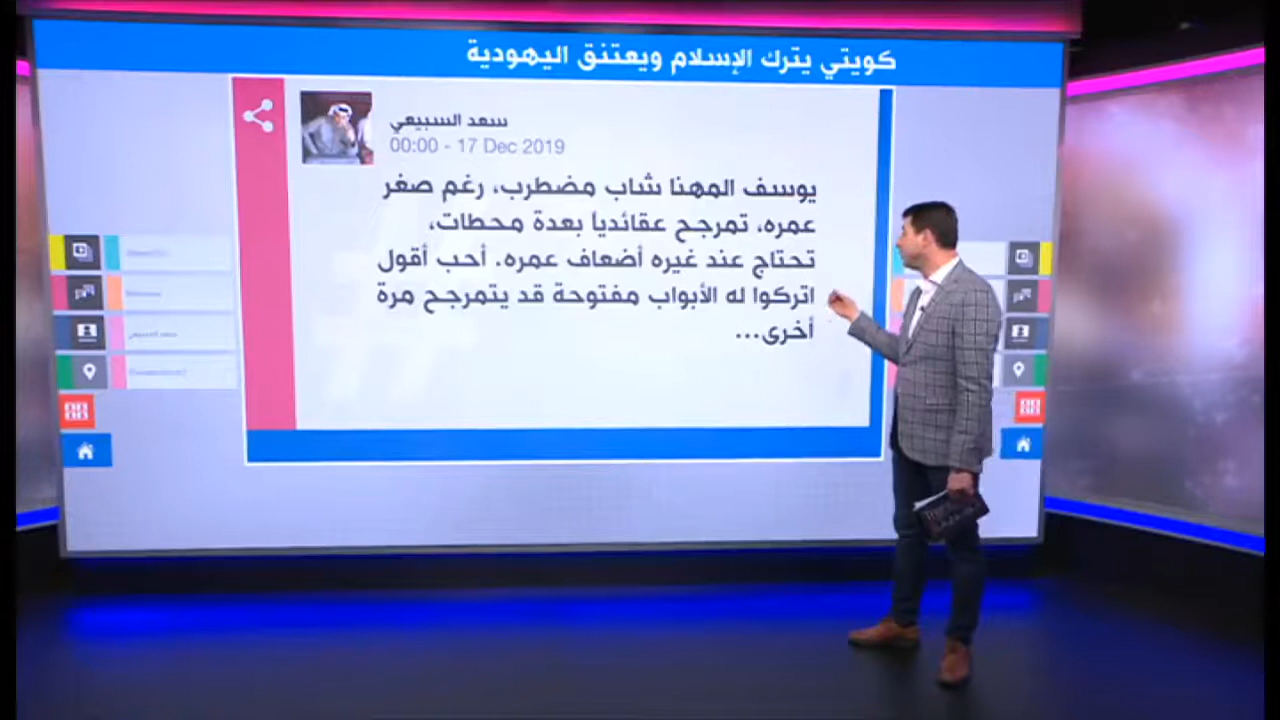 كويتي يترك الإسلام ويعتنق اليهودية
سعد السبيعي
00:00 - 17 Dec 2019
يوسف المهنا شاب مضطرب، رغم صغر
عمره، تمرجح عقائدياً بعدة محطات،
تحتاج عند غيره أضعاف عمره. أحب أقول
اتركوا له الأبواب مفتوحة قد يتمرجح مرة
أخرى...
سعد السبيعي